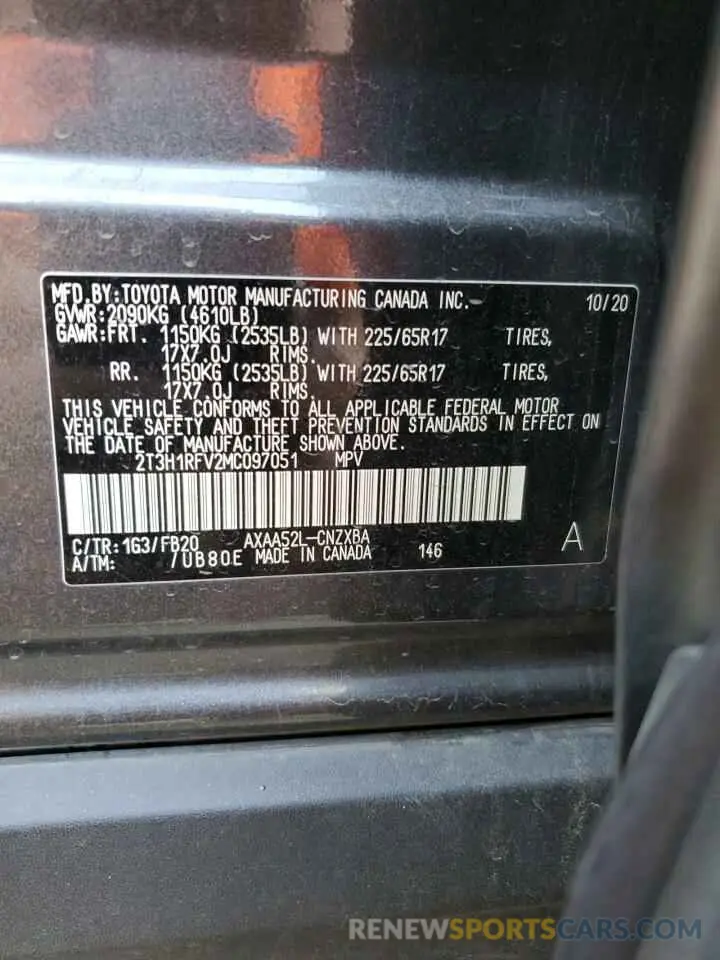 MFD.BY:TOYOTA MOTOR MANUFACTURING CANADA INC. 10/20
GVWR:2090KG (4610LB)
GAWR:FRT. 1150KG (2535LB) WITH 225/65R17 TIRES,
17X7.0J RIMS.
RR. 1150KG (2535LB) WITH 225/65R17 TIRES,
17X7.0J RIMS.
THIS VEHICLE CONFORMS TO ALL APPLICABLE FEDERAL MOTOR
VEHICLE SAFETY AND THEFT PREVENTION STANDARDS IN EFFECT ON
THE DATE OF MANUFACTURE SHOWN ABOVE.
2T3H1RFV2MC097051 MPV
C/TR:1G3/FB20 AXAA52L-CNZXBA A
A/TM: /UB80E MADE IN CANADA 146
RENEWSPORTSCARS.COM